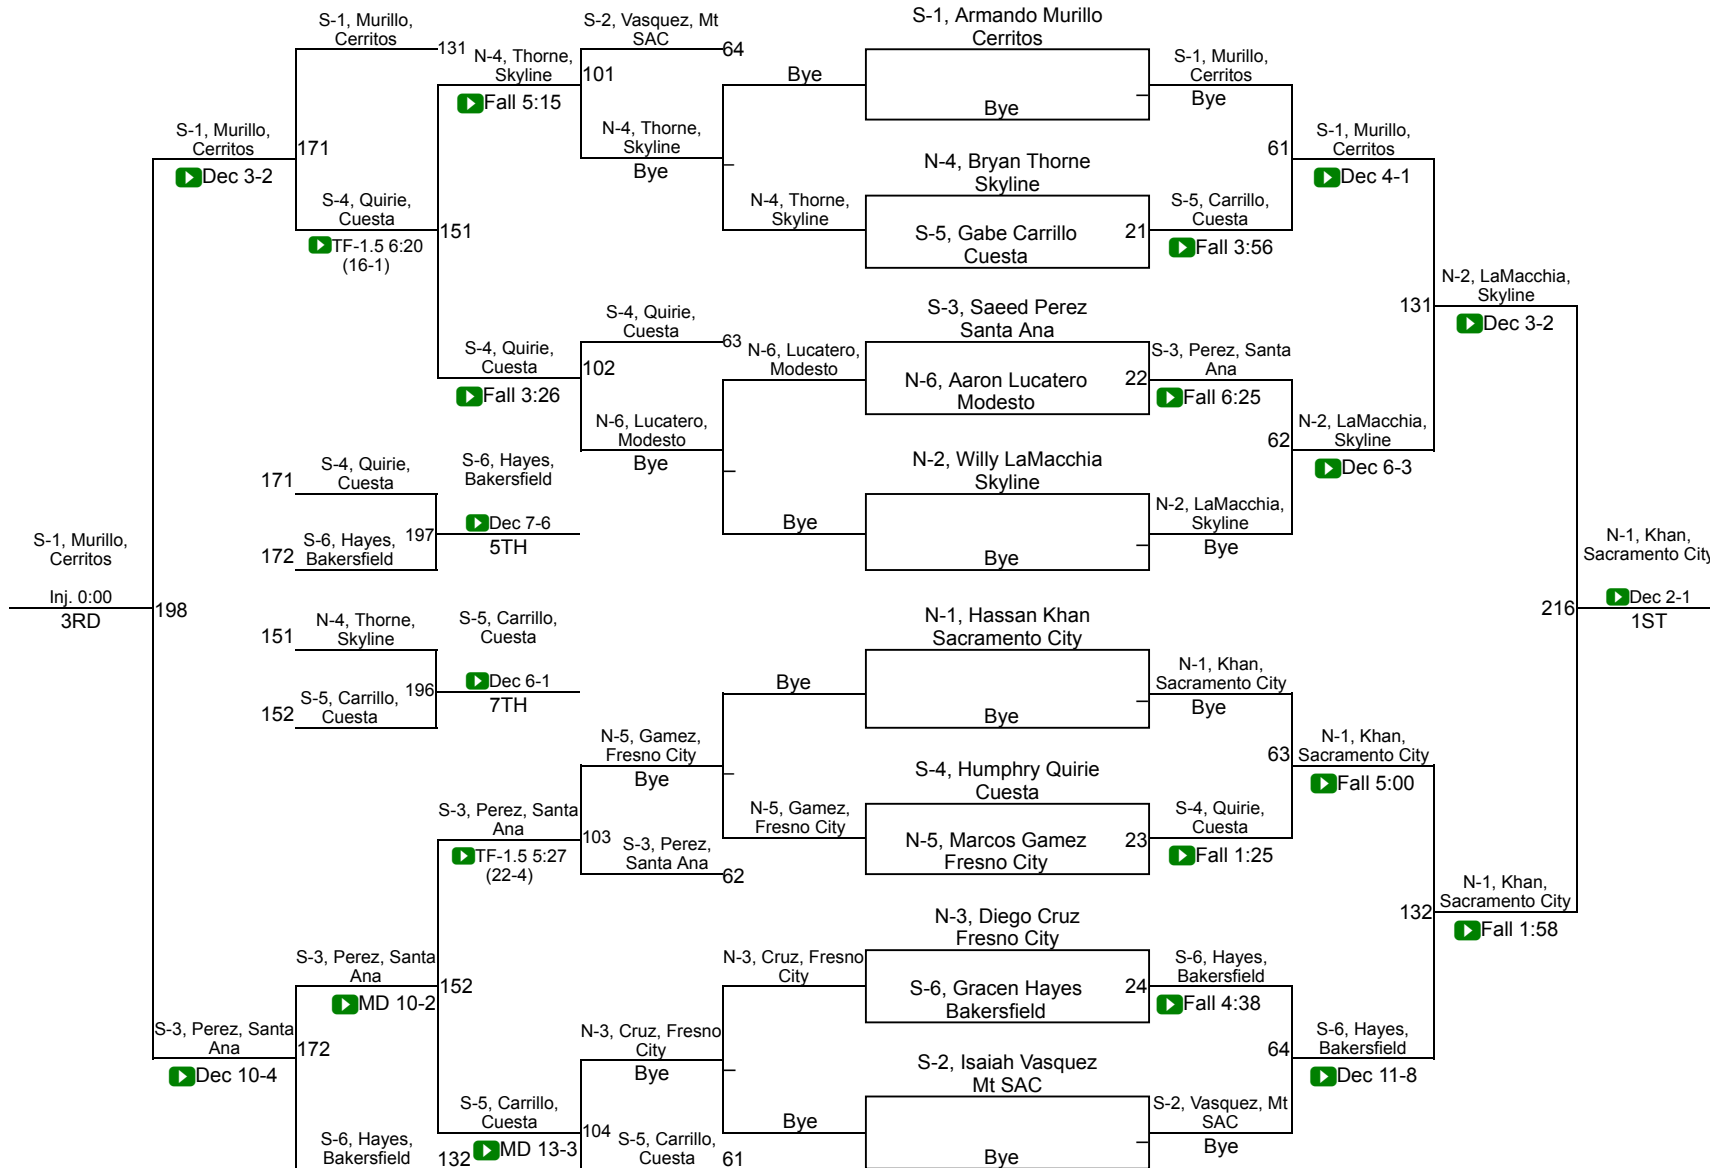 S-1, Murillo,
Cerritos
131
S-2, Vasquez, Mt
SAC
64
N-4, Thorne,
Skyline
Fall 5:15
101
N-4, Thorne,
Skyline
Bye
S-1, Murillo,
Cerritos
Dec 3-2
171
S-4, Quirie,
Cuesta
TF-1.5 6:20
(16-1)
151
S-4, Quirie,
Cuesta
63
S-4, Quirie,
Cuesta
Fall 3:26
102
N-6, Lucatero,
Modesto
Bye
171
S-4, Quirie,
Cuesta
172
S-6, Hayes,
Bakersfield
197
S-6, Hayes,
Bakersfield
Dec 7-6
5TH
S-1, Murillo,
Cerritos
Inj. 0:00
3RD
198
151
N-4, Thorne,
Skyline
152
S-5, Carrillo,
Cuesta
196
S-5, Carrillo,
Cuesta
Dec 6-1
7TH
N-5, Gamez,
Fresno City
Bye
S-3, Perez, Santa
Ana
TF-1.5 5:27
(22-4)
103
S-3, Perez,
Santa Ana
62
S-3, Perez, Santa
Ana
MD 10-2
152
S-3, Perez, Santa
Ana
Dec 10-4
172
N-3, Cruz, Fresno
City
Bye
S-5, Carrillo,
Cuesta
MD 13-3
104
S-5, Carrillo,
Cuesta
61
S-6, Hayes,
Bakersfield
132
Bye
S-1, Armando Murillo
Cerritos
Bye
S-1, Murillo,
Cerritos
Bye
N-4, Thorne,
Skyline
N-4, Bryan Thorne
Skyline
S-5, Gabe Carrillo
Cuesta
21
S-5, Carrillo,
Cuesta
Fall 3:56
61
S-1, Murillo,
Cerritos
Dec 4-1
N-6, Lucatero,
Modesto
S-3, Saeed Perez
Santa Ana
N-6, Aaron Lucatero
Modesto
22
S-3, Perez, Santa
Ana
Fall 6:25
Bye
N-2, Willy LaMacchia
Skyline
Bye
N-2, LaMacchia,
Skyline
Bye
62
N-2, LaMacchia,
Skyline
Dec 6-3
131
N-2, LaMacchia,
Skyline
Dec 3-2
Bye
N-1, Hassan Khan
Sacramento City
Bye
N-1, Khan,
Sacramento City
Bye
N-5, Gamez,
Fresno City
S-4, Humphry Quirie
Cuesta
N-5, Marcos Gamez
Fresno City
23
S-4, Quirie,
Cuesta
Fall 1:25
63
N-1, Khan,
Sacramento City
Fall 5:00
N-3, Cruz, Fresno
City
N-3, Diego Cruz
Fresno City
S-6, Gracen Hayes
Bakersfield
24
S-6, Hayes,
Bakersfield
Fall 4:38
Bye
S-2, Isaiah Vasquez
Mt SAC
Bye
S-2, Vasquez, Mt
SAC
Bye
64
S-6, Hayes,
Bakersfield
Dec 11-8
132
N-1, Khan,
Sacramento City
Fall 1:58
216
N-1, Khan,
Sacramento City
Dec 2-1
1ST